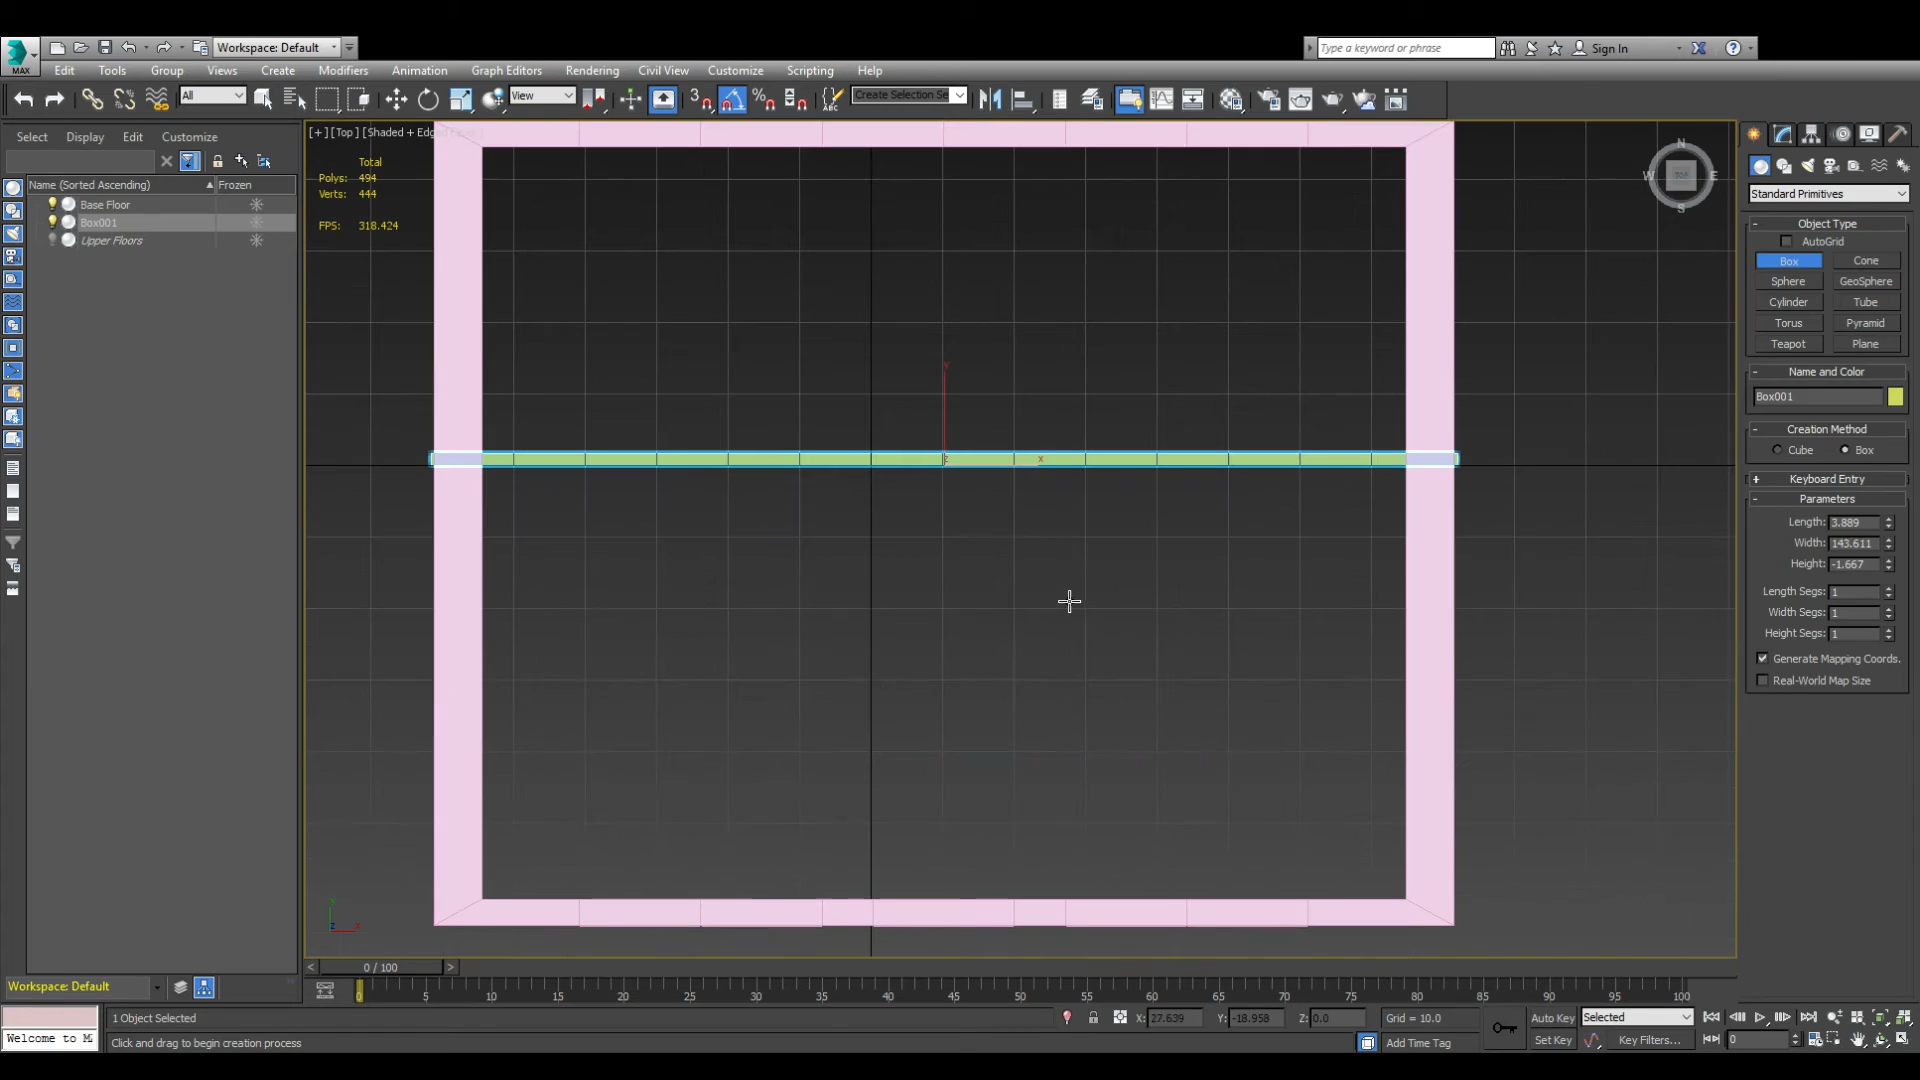 Workspace: Default
Type a keyword or phrase
Sign In
MAX
Edit Tools Group Views Create Modifiers Animation Graph Editors Rendering Civil View Customize Scripting Help
All
View
3
ABC
Create Selection Se
Select Display Edit Customize
[+] [Top] [Shaded + Edg
Name (Sorted Ascending) Frozen
Base Floor
Box001
Upper Floors
Total
Polys: 494
Verts: 444
FPS: 318.424
N
W TOP E
S
Y
z x
y
z x
Standard Primitives
- Object Type
AutoGrid
Box Cone
Sphere GeoSphere
Cylinder Tube
Torus Pyramid
Teapot Plane
- Name and Color
Box001
- Creation Method
Cube Box
+ Keyboard Entry
- Parameters
Length: 3.889
Width: 143.611
Height: -1.667
Length Segs: 1
Width Segs: 1
Height Segs: 1
Generate Mapping Coords.
Real-World Map Size
< 0 / 100 >
Workspace: Default
0 5 10 15 20 25 30 35 40 45 50 55 60 65 70 75 80 85 90 95 100
1 Object Selected
X: 27.639 Y: -18.958 Z: 0.0 Grid = 10.0
Auto Key Selected
Welcome to M
Click and drag to begin creation process
Add Time Tag
Set Key Key Filters...
0